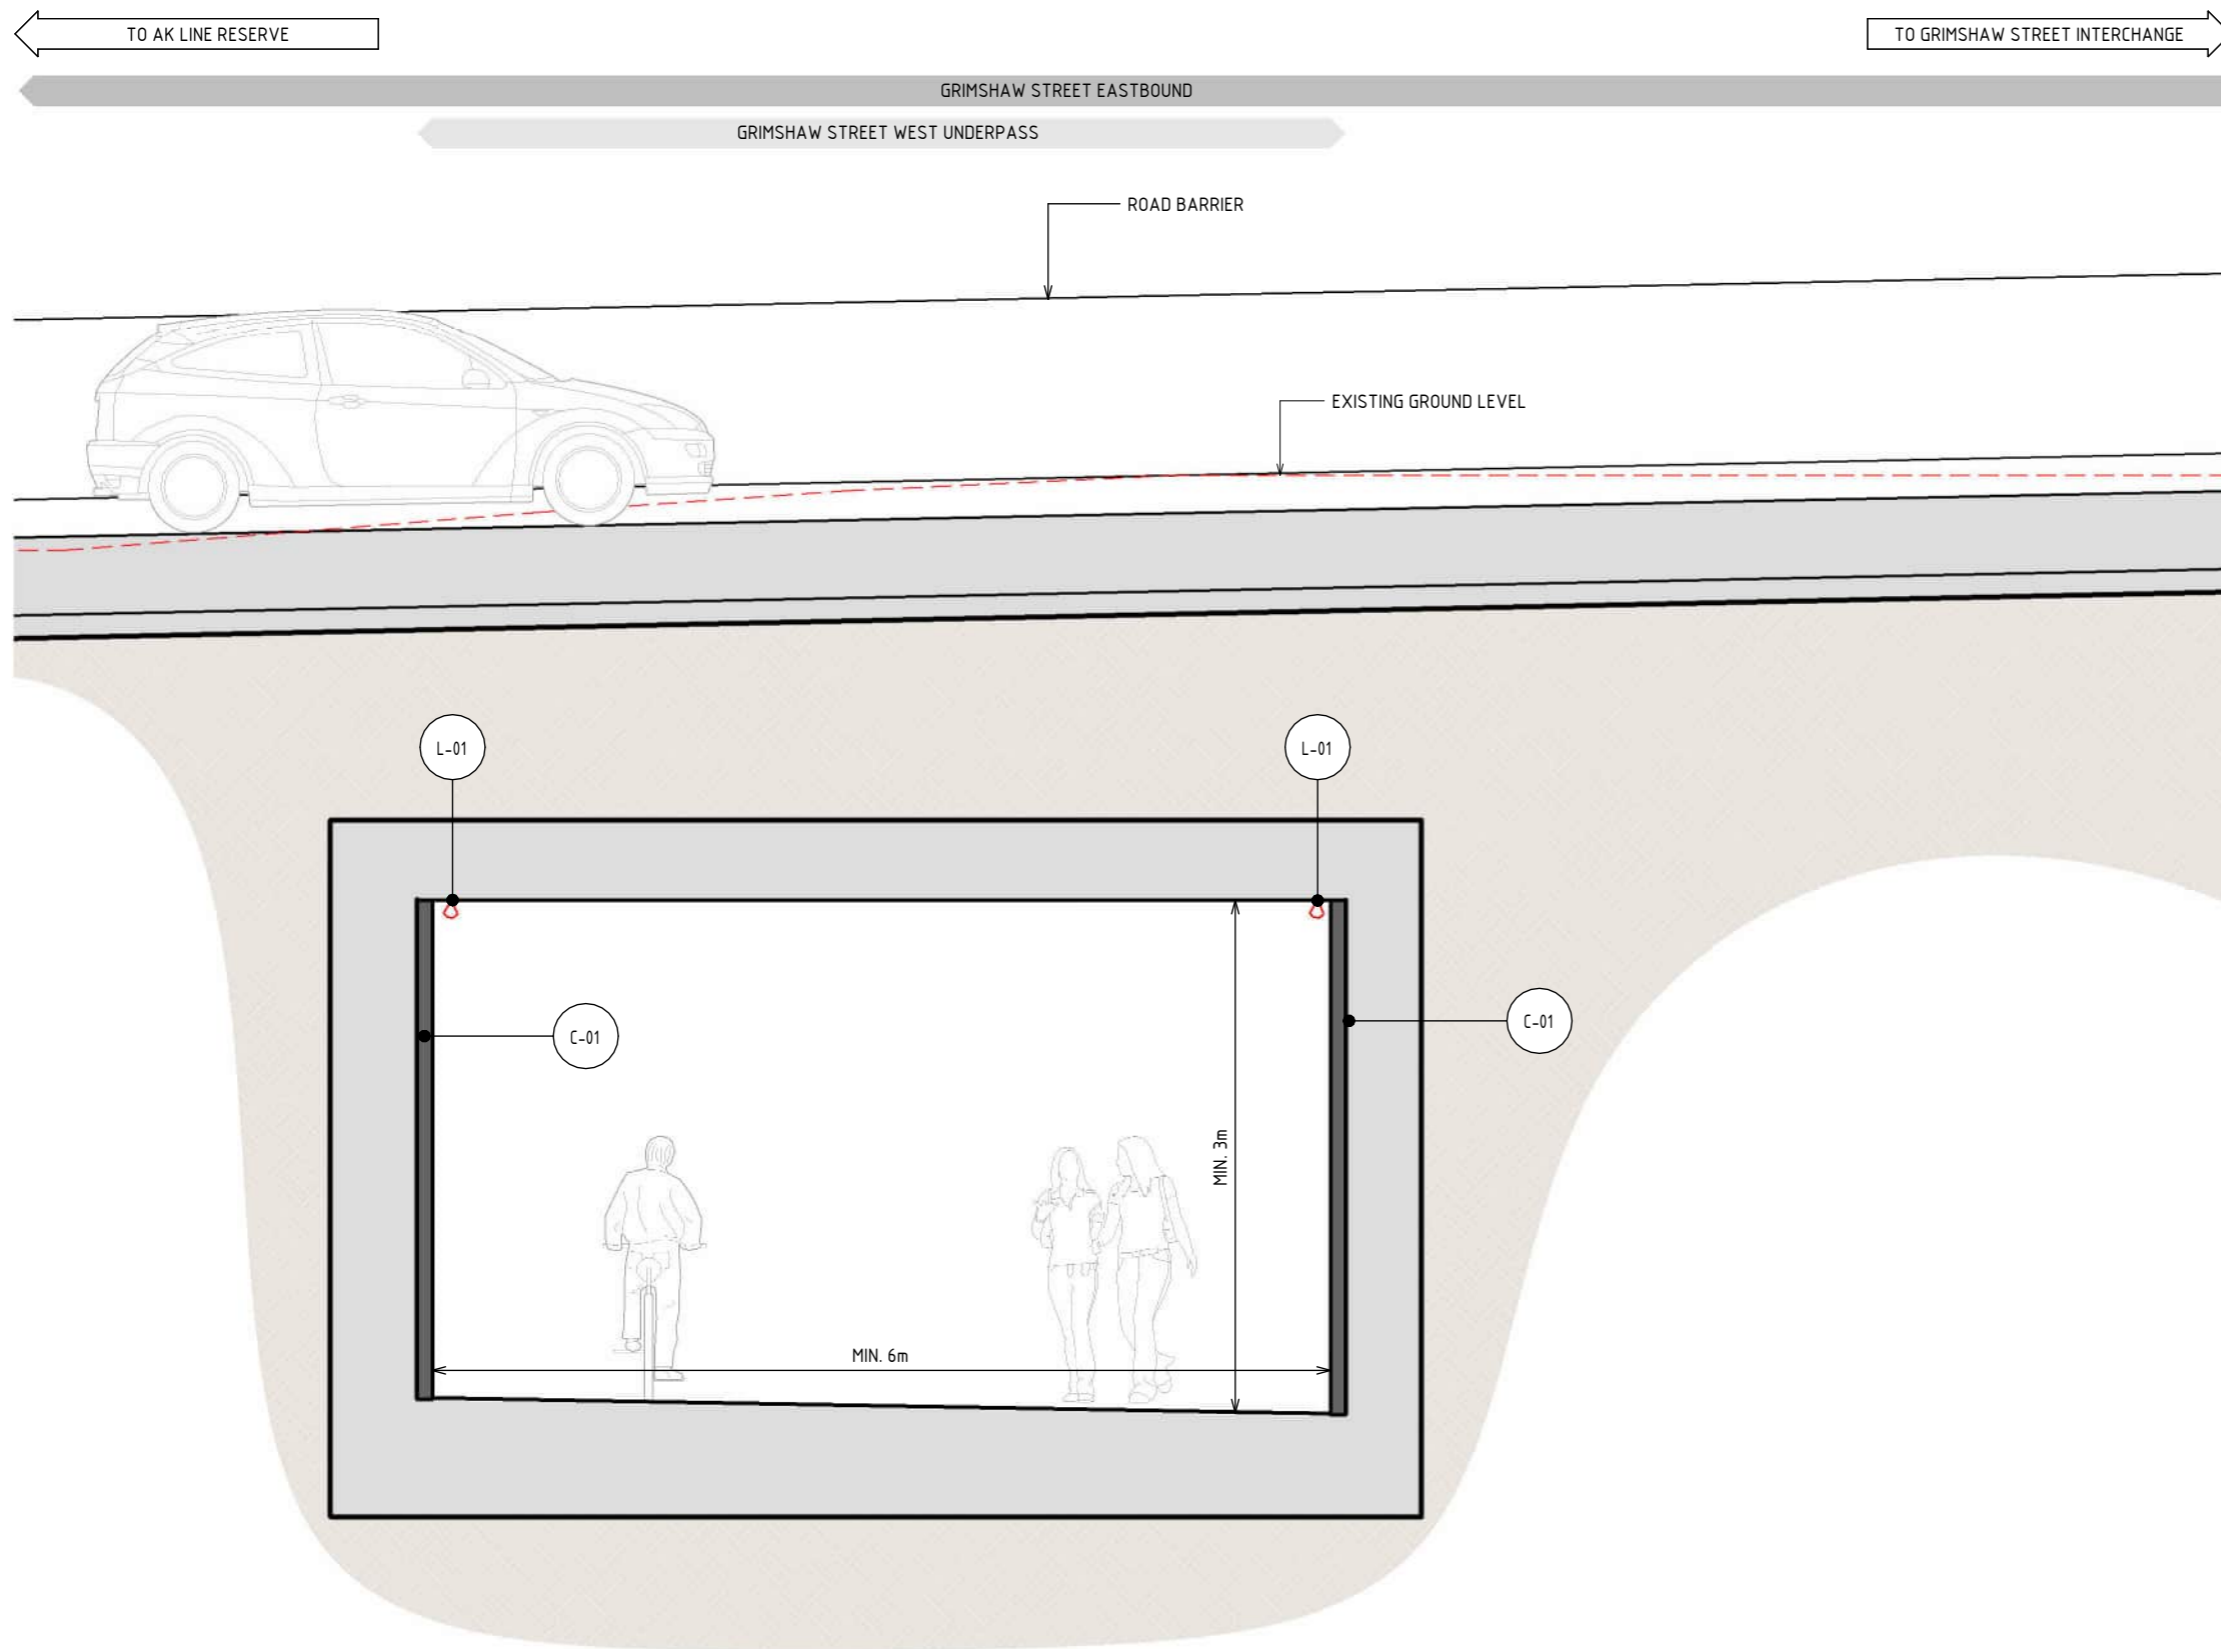 TO AK LINE RESERVE
TO GRIMSHAW STREET INTERCHANGE
GRIMSHAW STREET EASTBOUND
GRIMSHAW STREET WEST UNDERPASS
ROAD BARRIER
EXISTING GROUND LEVEL
L-01
L-01
C-01
C-01
MIN. 3m
MIN. 6m